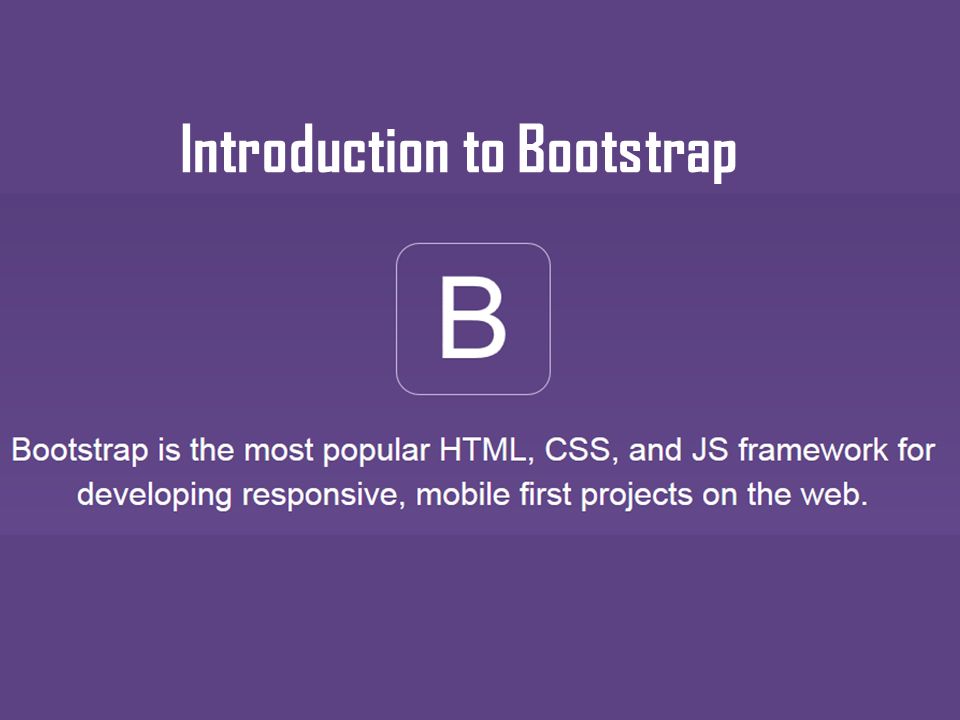 Introduction to Bootstrap
B
Bootstrap is the most popular HTML, CSS, and JS framework for
developing responsive, mobile first projects on the web.